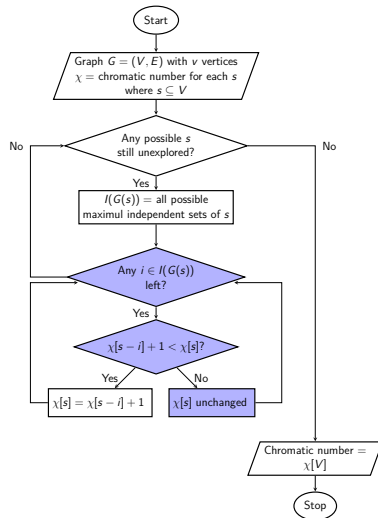 Start
Graph G = (V, E) with v vertices
χ = chromatic number for each s
where s ⊆ V
Any possible s
still unexplored?
No
No
Yes
I(G(s)) = all possible
maximul independent sets of s
Any i ∈ I(G(s))
left?
Yes
χ[s − i] + 1 < χ[s]?
Yes
No
χ[s] = χ[s − i] + 1
χ[s] unchanged
Chromatic number =
χ[V]
Stop